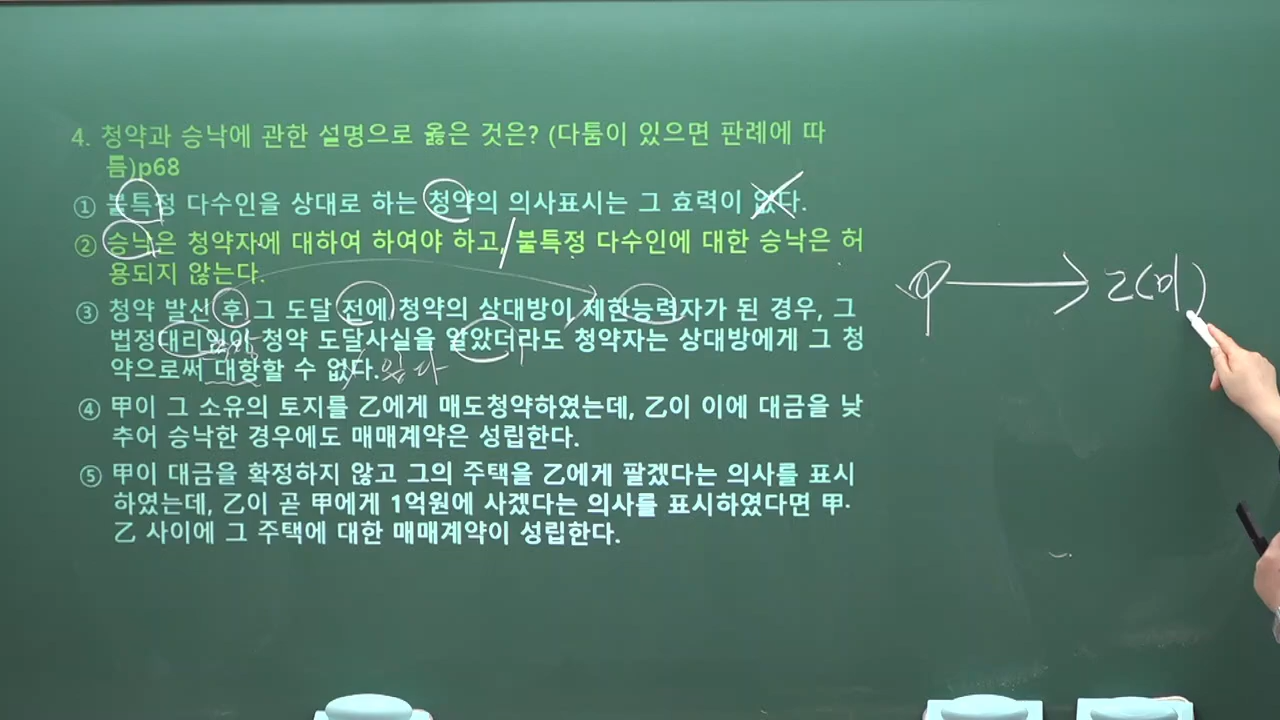 4. 청약과 승낙에 관한 설명으로 옳은 것은? (다툼이 있으면 판례에 따
름)p68
① 불특정 다수인을 상대로 하는 청약의 의사표시는 그 효력이 없다.
② 승낙은 청약자에 대하여 하여야 하고, 불특정 다수인에 대한 승낙은 허
용되지 않는다.
③ 청약 발신 후 그 도달 전에 청약의 상대방이 제한능력자가 된 경우, 그
법정대리인이 청약 도달사실을 알았더라도 청약자는 상대방에게 그 청
약으로써 대항할 수 없다. 있다
④ 甲이 그 소유의 토지를 乙에게 매도청약하였는데, 乙이 이에 대금을 낮
추어 승낙한 경우에도 매매계약은 성립한다.
⑤ 甲이 대금을 확정하지 않고 그의 주택을 乙에게 팔겠다는 의사를 표시
하였는데, 乙이 곧 甲에게 1억원에 사겠다는 의사를 표시하였다면 甲·
乙 사이에 그 주택에 대한 매매계약이 성립한다.
甲 → 乙(미)